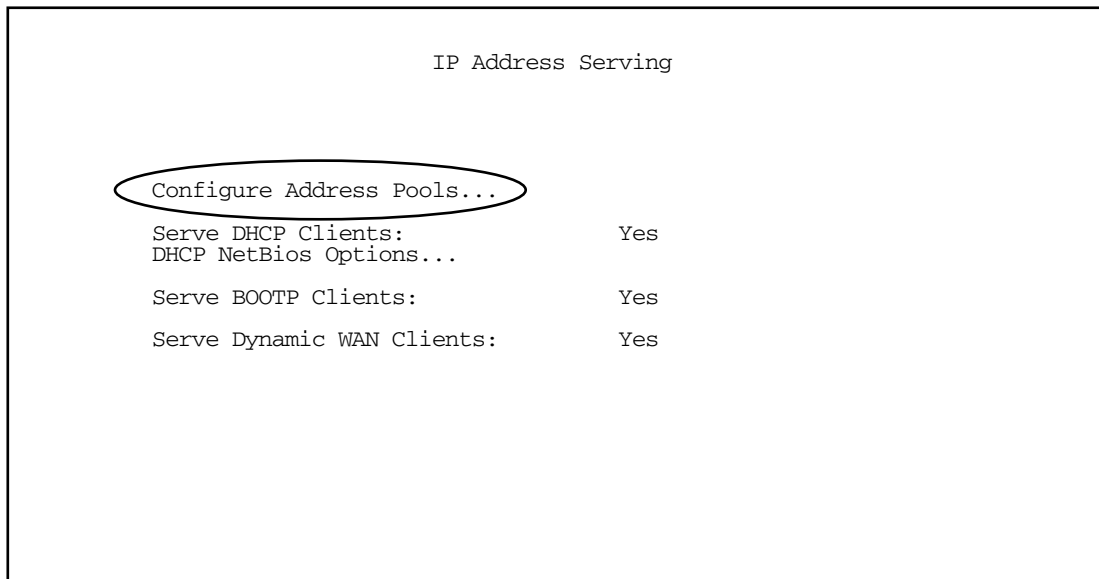 IP Address Serving
Configure Address Pools...
Serve DHCP Clients: Yes
DHCP NetBios Options...
Serve BOOTP Clients: Yes
Serve Dynamic WAN Clients: Yes